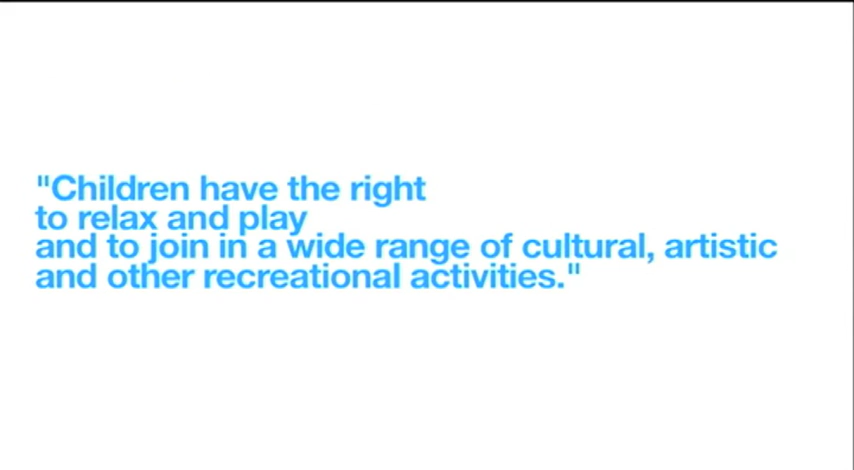 "Children have the right
to relax and play
and to join in a wide range of cultural, artistic
and other recreational activities."